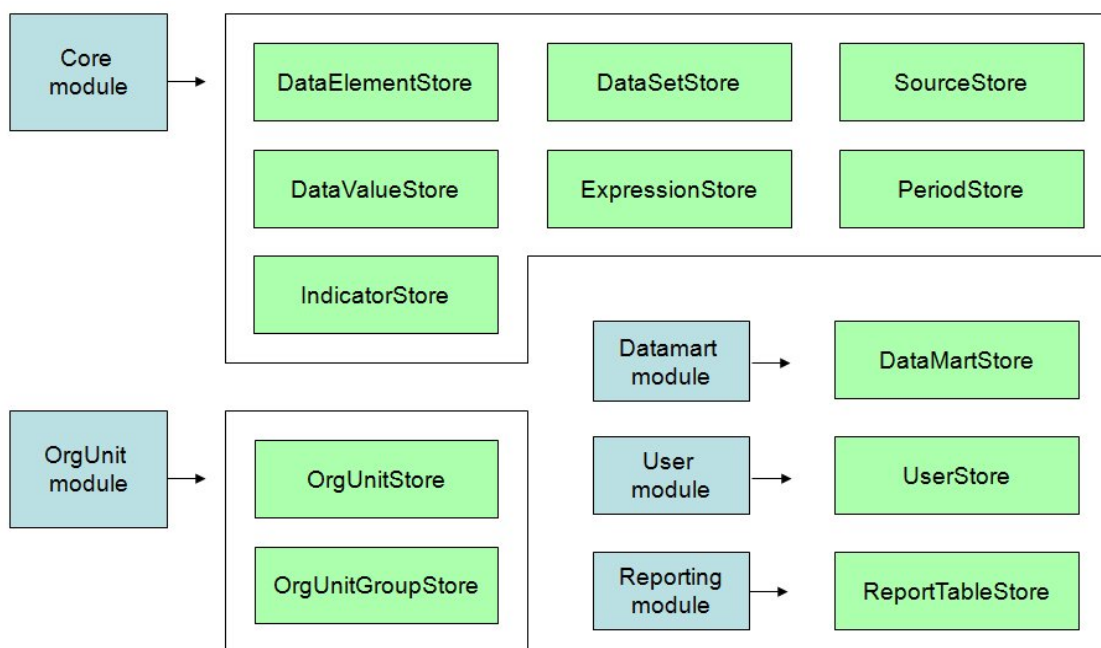 Core
module
DataElementStore
DataSetStore
SourceStore
DataValueStore
ExpressionStore
PeriodStore
IndicatorStore
Datamart
module
DataMartStore
OrgUnit
module
OrgUnitStore
User
module
UserStore
OrgUnitGroupStore
Reporting
module
ReportTableStore